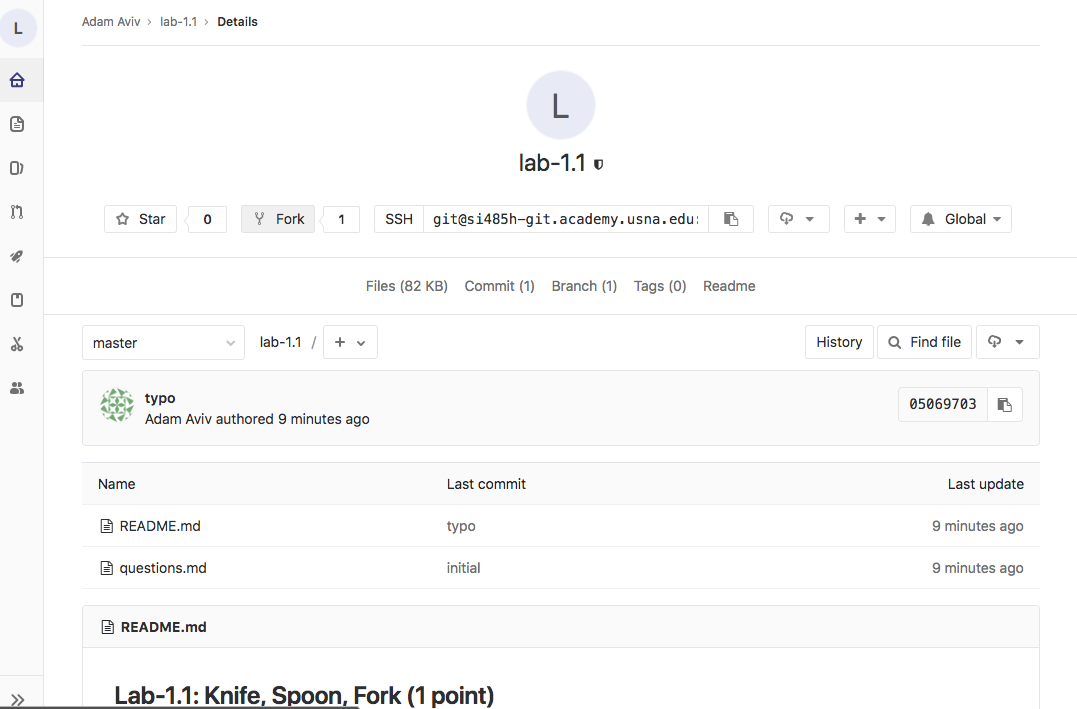 L
Adam Aviv › lab-1.1 › Details
L
lab-1.1
Star 0 Fork 1 SSH git@si485h-git.academy.usna.edu: + Global
Files (82 KB) Commit (1) Branch (1) Tags (0) Readme
master lab-1.1 / + History Find file
typo
Adam Aviv authored 9 minutes ago
05069703
Name Last commit Last update
README.md typo 9 minutes ago
questions.md initial 9 minutes ago
README.md
Lab-1.1: Knife, Spoon, Fork (1 point)